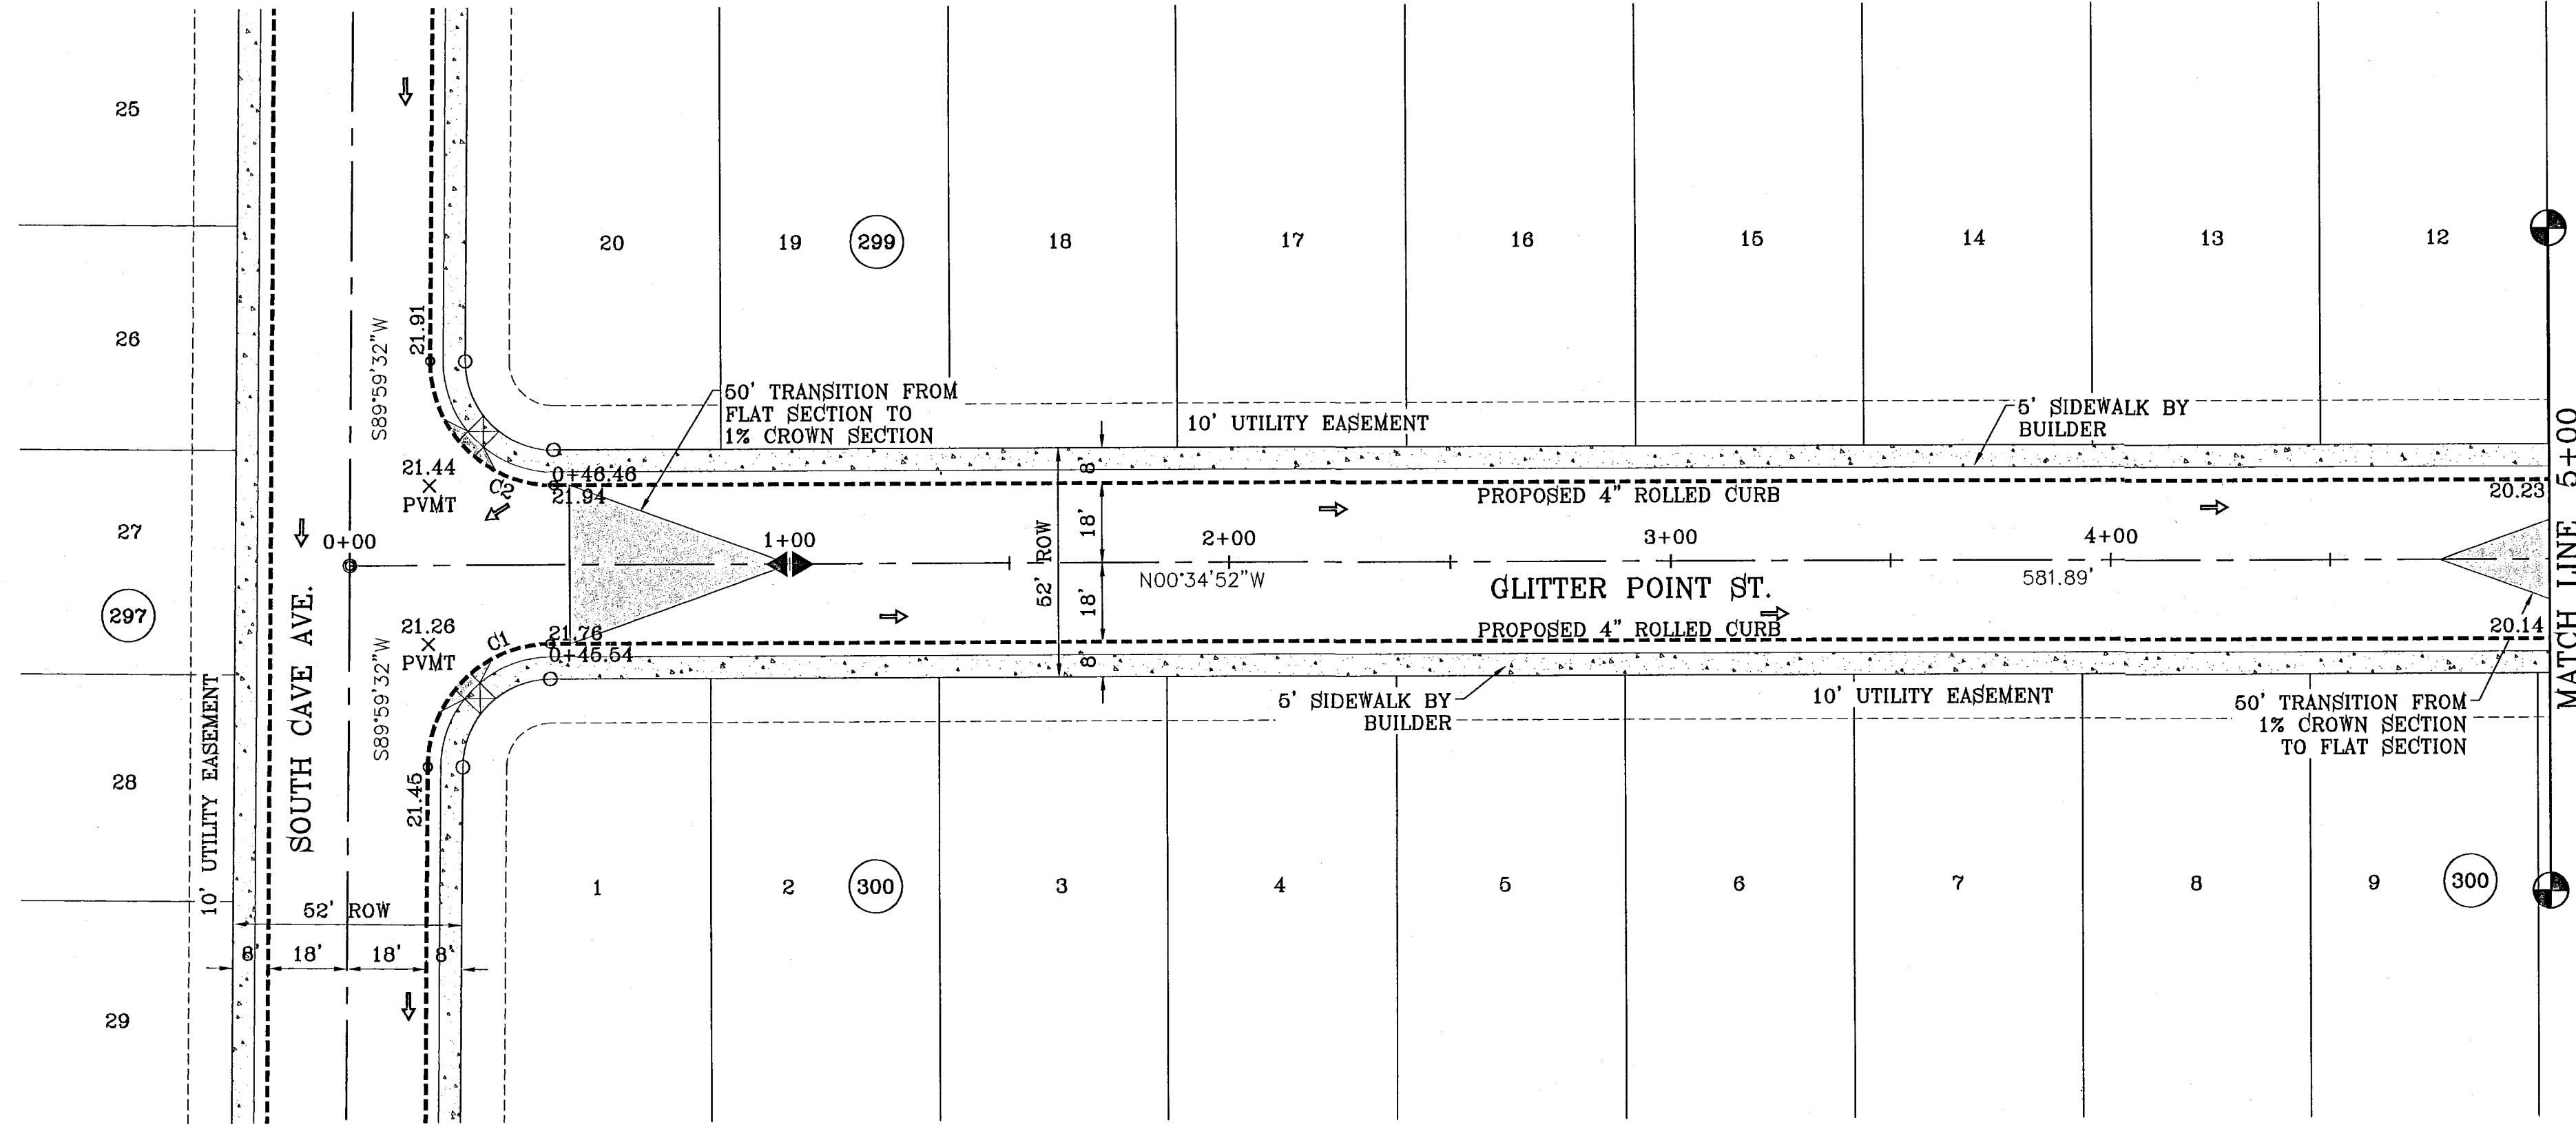 25
26
27
297
28
29
10' UTILITY EASEMENT
SOUTH CAVE AVE.
52' ROW
8'
18'
18'
8'
S89°59'32"W
21.91
21.44
PVMT
C2
0+46.46
21.94
0+00
21.26
PVMT
C1
21.76
0+45.54
S89°59'32"W
21.45
20
19
299
18
17
16
15
14
13
12
50' TRANSITION FROM
FLAT SECTION TO
1% CROWN SECTION
10' UTILITY EASEMENT
5' SIDEWALK BY
BUILDER
8'
18'
52' ROW
18'
8'
PROPOSED 4" ROLLED CURB
20.23
1+00
2+00
3+00
4+00
N00°34'52"W
581.89'
GLITTER POINT ST.
PROPOSED 4" ROLLED CURB
20.14
MATCH LINE 5+00
5' SIDEWALK BY
BUILDER
10' UTILITY EASEMENT
50' TRANSITION FROM
1% CROWN SECTION
TO FLAT SECTION
1
2
300
3
4
5
6
7
8
9
300